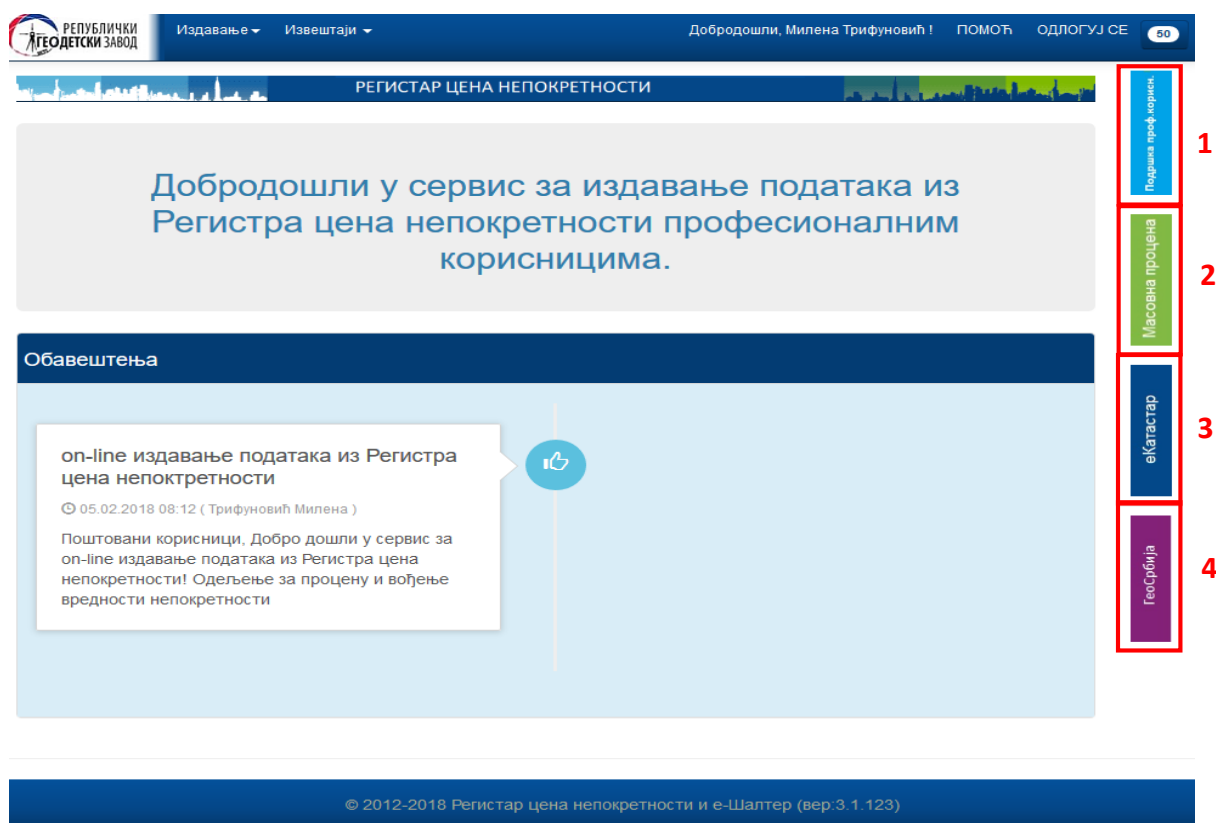 РЕПУБЛИЧКИ
ГЕОДЕТСКИ ЗАВОД
Издавање
Извештаји
Добродошли, Милена Трифуновић !
ПОМОЋ
ОДЛОГУЈ СЕ
50
РЕГИСТАР ЦЕНА НЕПОКРЕТНОСТИ
Подршка проф.корисн.
1
Добродошли у сервис за издавање података из
Регистра цена непокретности професионалним
корисницима.
Масовна процена
2
Обавештења
еКатастар
3
on-line издавање података из Регистра
цена непоктретности
05.02.2018 08:12 ( Трифуновић Милена )
Поштовани корисници, Добро дошли у сервис за
on-line издавање података из Регистра цена
непокретности! Одељење за процену и вођење
вредности непокретности
ГеоСрбија
4
© 2012-2018 Регистар цена непокретности и е-Шалтер (вер:3.1.123)